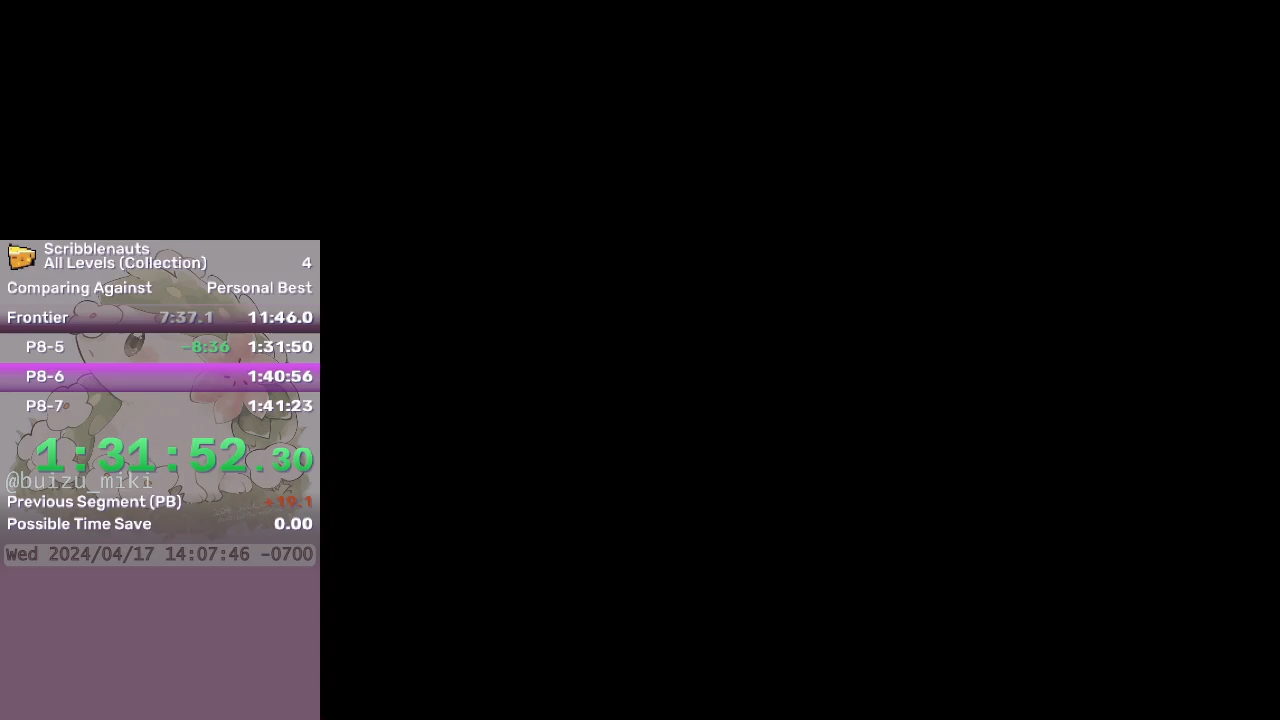 Scribblenauts
All Levels (Collection) 4
Comparing Against Personal Best
Frontier 7:37.1 11:46.0
P8-5 −8:36 1:31:50
P8-6 1:40:56
P8-7 1:41:23
1:31:52.30
@buizu_miki
Previous Segment (PB) +19.1
Possible Time Save 0.00
Wed 2024/04/17 14:07:46 -0700